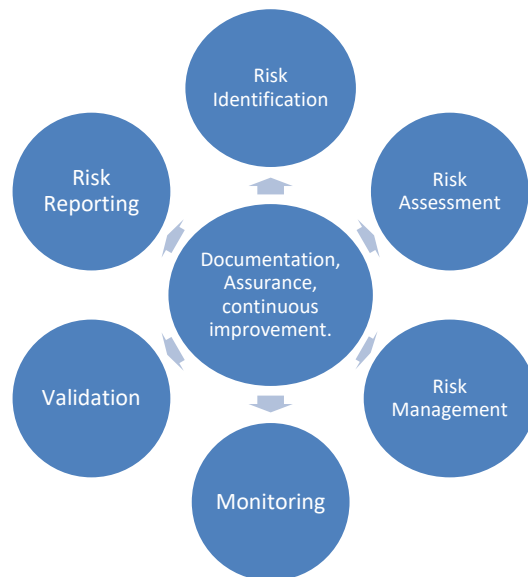 Risk
Identification
Risk
Reporting
Risk
Assessment
Documentation,
Assurance,
continuous
improvement.
Validation
Risk
Management
Monitoring